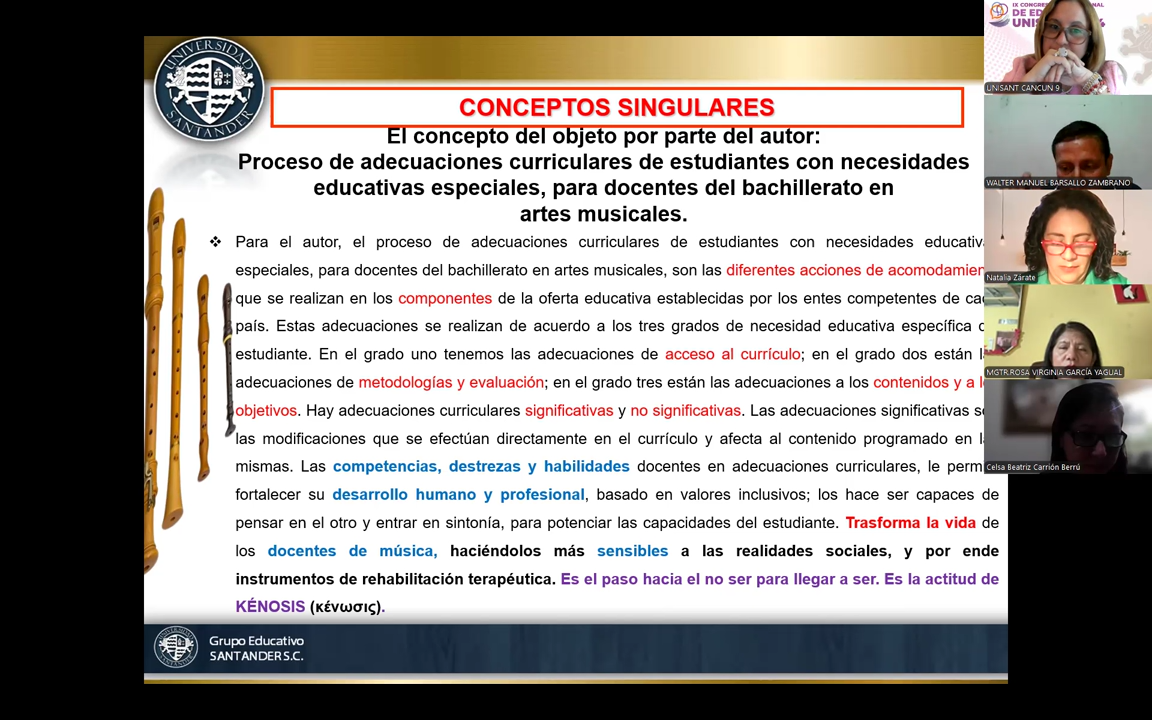 UNIVERSIDAD
SANTANDER
CONCEPTOS SINGULARES
El concepto del objeto por parte del autor:
Proceso de adecuaciones curriculares de estudiantes con necesidades
educativas especiales, para docentes del bachillerato en
artes musicales.
❖ Para el autor, el proceso de adecuaciones curriculares de estudiantes con necesidades educativa
especiales, para docentes del bachillerato en artes musicales, son las diferentes acciones de acomodamien
que se realizan en los componentes de la oferta educativa establecidas por los entes competentes de cad
país. Estas adecuaciones se realizan de acuerdo a los tres grados de necesidad educativa específica d
estudiante. En el grado uno tenemos las adecuaciones de acceso al currículo; en el grado dos están l
adecuaciones de metodologías y evaluación; en el grado tres están las adecuaciones a los contenidos y a l
objetivos. Hay adecuaciones curriculares significativas y no significativas. Las adecuaciones significativas s
las modificaciones que se efectúan directamente en el currículo y afecta al contenido programado en l
mismas. Las competencias, destrezas y habilidades docentes en adecuaciones curriculares, le permi
fortalecer su desarrollo humano y profesional, basado en valores inclusivos; los hace ser capaces de
pensar en el otro y entrar en sintonía, para potenciar las capacidades del estudiante. Trasforma la vida de
los docentes de música, haciéndolos más sensibles a las realidades sociales, y por ende
instrumentos de rehabilitación terapéutica. Es el paso hacia el no ser para llegar a ser. Es la actitud de
KÉNOSIS (κένωσις).
Grupo Educativo
SANTANDER S.C.
IX CONGRE NAL
DE ED
UNIS 4
UNISANT CANCUN 9
WALTER MANUEL BARSALLO ZAMBRANO
Natalia Zárate
MGTR.ROSA VIRGINIA GARCÍA YAGUAL
Celsa Beatriz Carrión Berrú